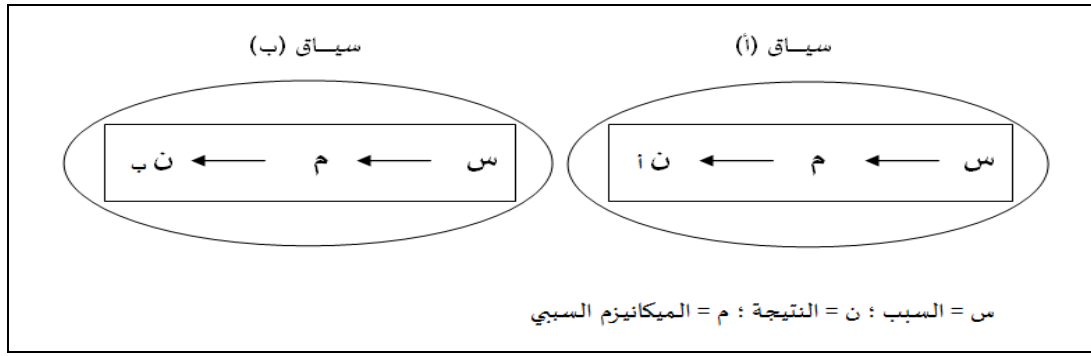 سيـــاق (أ)
سيـــاق (ب)
س ← م ← ن أ
س ← م ← ن ب
س = السبب ؛ ن = النتيجة ؛ م = الميكانيزم السببي